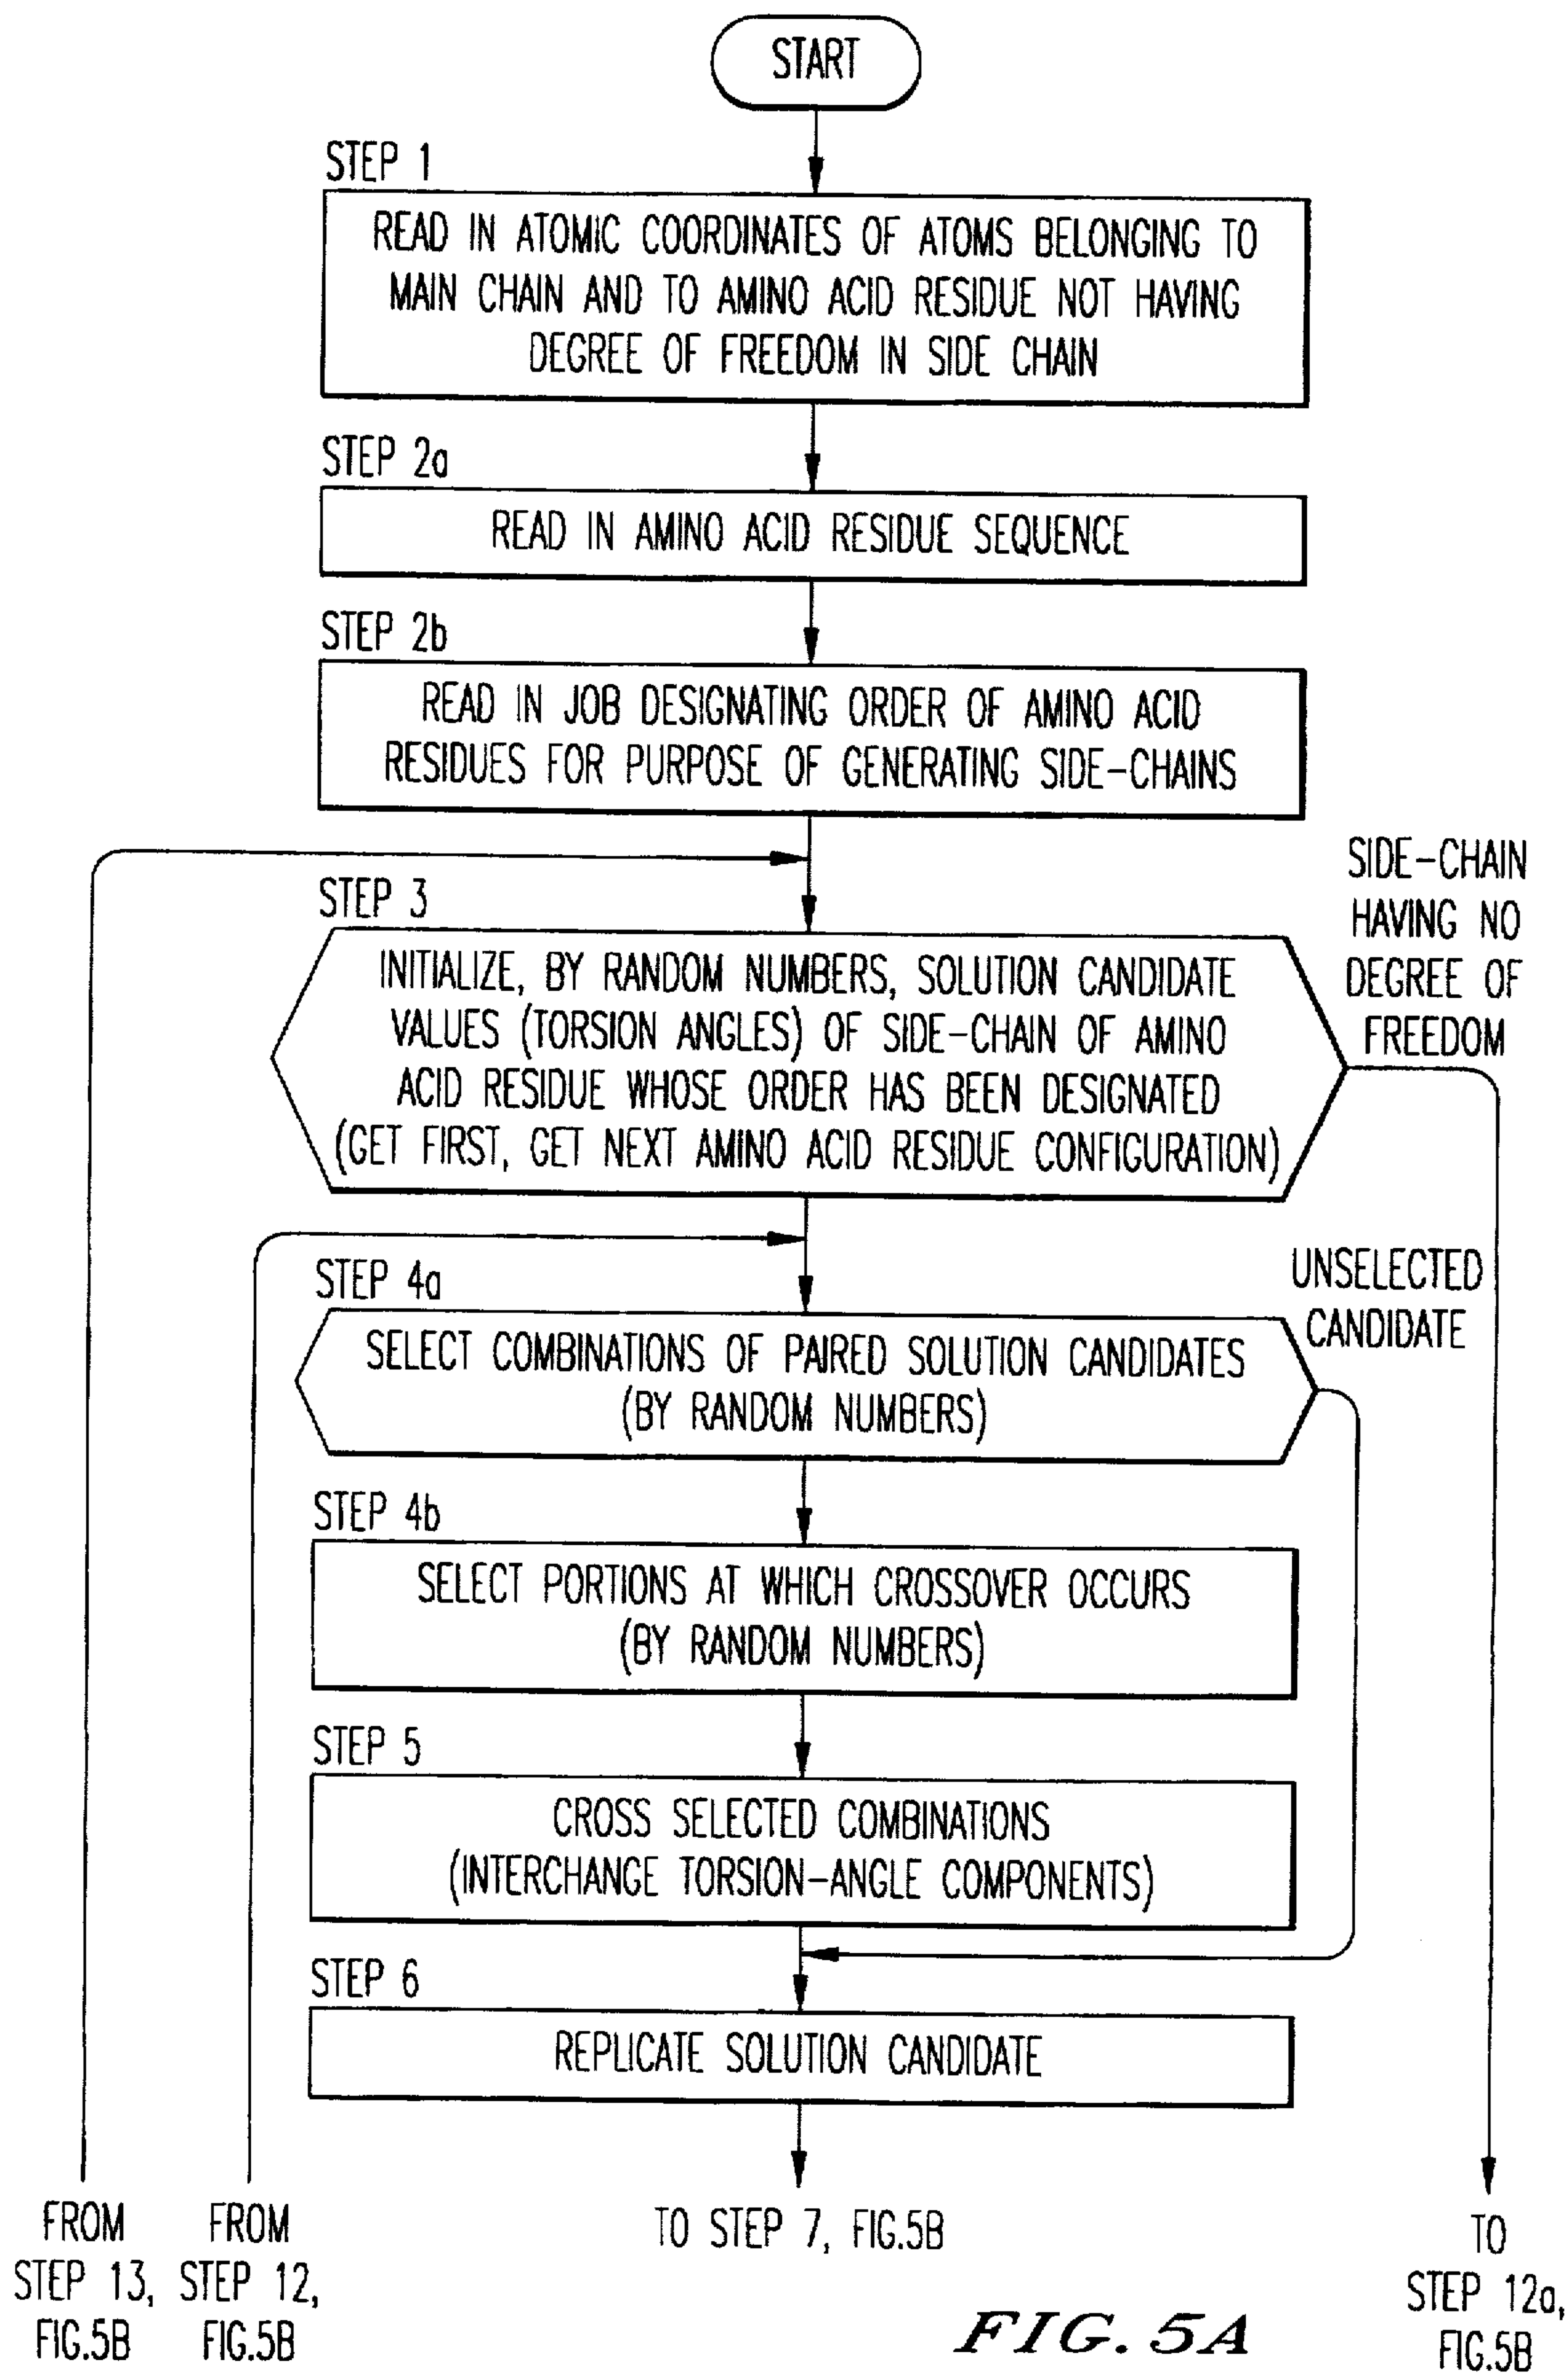 START
STEP 1
READ IN ATOMIC COORDINATES OF ATOMS BELONGING TO
MAIN CHAIN AND TO AMINO ACID RESIDUE NOT HAVING
DEGREE OF FREEDOM IN SIDE CHAIN
STEP 2a
READ IN AMINO ACID RESIDUE SEQUENCE
STEP 2b
READ IN JOB DESIGNATING ORDER OF AMINO ACID
RESIDUES FOR PURPOSE OF GENERATING SIDE-CHAINS
SIDE-CHAIN
HAVING NO
DEGREE OF
FREEDOM
STEP 3
INITIALIZE, BY RANDOM NUMBERS, SOLUTION CANDIDATE
VALUES (TORSION ANGLES) OF SIDE-CHAIN OF AMINO
ACID RESIDUE WHOSE ORDER HAS BEEN DESIGNATED
(GET FIRST, GET NEXT AMINO ACID RESIDUE CONFIGURATION)
UNSELECTED
CANDIDATE
STEP 4a
SELECT COMBINATIONS OF PAIRED SOLUTION CANDIDATES
(BY RANDOM NUMBERS)
STEP 4b
SELECT PORTIONS AT WHICH CROSSOVER OCCURS
(BY RANDOM NUMBERS)
STEP 5
CROSS SELECTED COMBINATIONS
(INTERCHANGE TORSION-ANGLE COMPONENTS)
STEP 6
REPLICATE SOLUTION CANDIDATE
FROM
STEP 13,
FIG.5B
FROM
STEP 12,
FIG.5B
TO STEP 7, FIG.5B
TO
STEP 12a,
FIG.5B
FIG. 5A